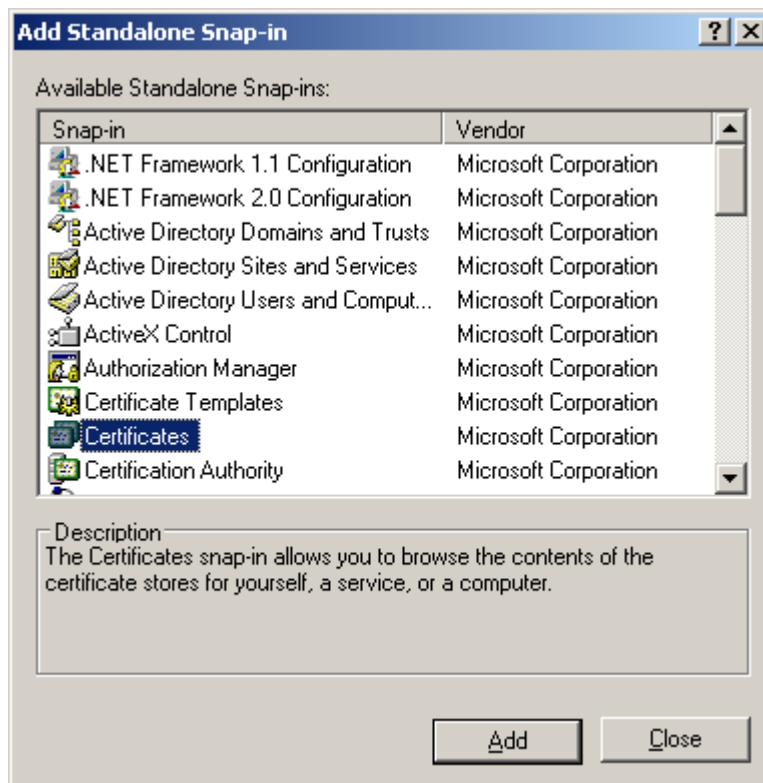 Add Standalone Snap-in
Available Standalone Snap-ins:
Snap-in Vendor
.NET Framework 1.1 Configuration Microsoft Corporation
.NET Framework 2.0 Configuration Microsoft Corporation
Active Directory Domains and Trusts Microsoft Corporation
Active Directory Sites and Services Microsoft Corporation
Active Directory Users and Comput... Microsoft Corporation
ActiveX Control Microsoft Corporation
Authorization Manager Microsoft Corporation
Certificate Templates Microsoft Corporation
Certificates Microsoft Corporation
Certification Authority Microsoft Corporation
Description
The Certificates snap-in allows you to browse the contents of the
certificate stores for yourself, a service, or a computer.
Add Close